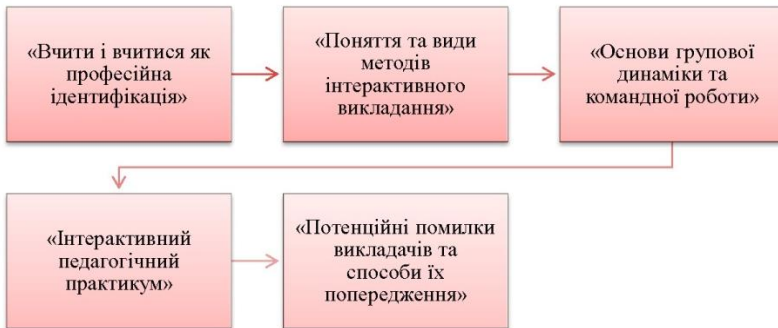 «Вчити і вчитися як
професійна
ідентифікація»
«Поняття та види
методів
інтерактивного
викладання»
«Основи групової
динаміки та
командної роботи»
«Інтерактивний
педагогічний
практикум»
«Потенційні помилки
викладачів та
способи їх
попередження»